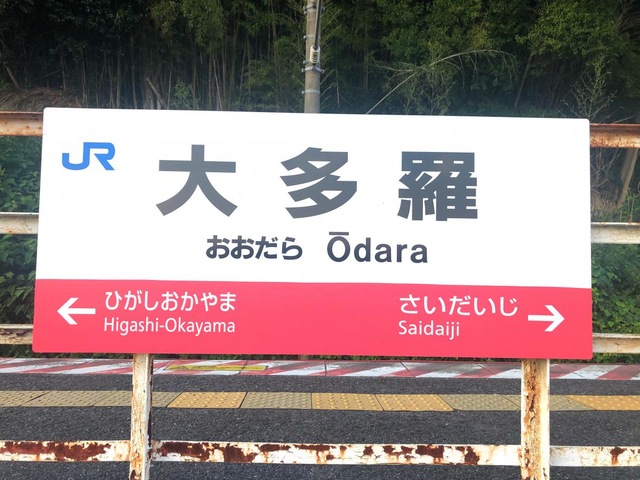 JR
大多羅
おおだら Ōdara
← ひがしおかやま
Higashi-Okayama
さいだいじ →
Saidaiji